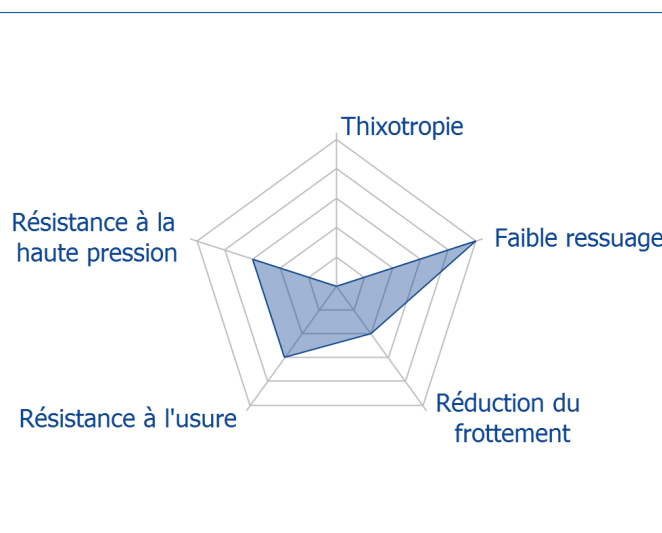 Thixotropie
Résistance à la
haute pression
Faible ressuage
Résistance à l'usure
Réduction du
frottement